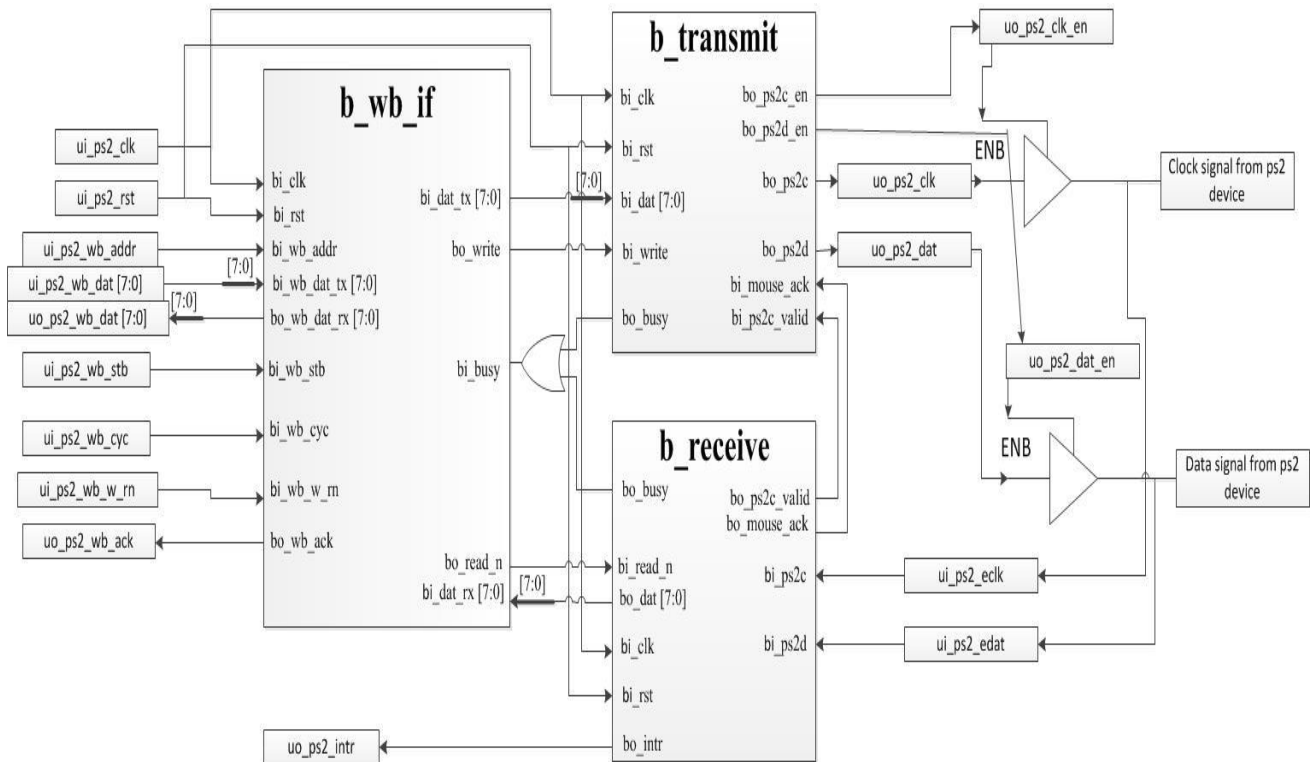 b_transmit
uo_ps2_clk_en
b_wb_if
bi_clk
bo_ps2c_en
bo_ps2d_en
ui_ps2_clk
ENB
bi_rst
ui_ps2_rst
bi_clk
bo_ps2c
uo_ps2_clk
Clock signal from ps2
device
bi_dat_tx [7:0]
[7:0]
bi_dat [7:0]
bi_rst
ui_ps2_wb_addr
bi_wb_addr
bo_write
bi_write
bo_ps2d
uo_ps2_dat
[7:0]
ui_ps2_wb_dat [7:0]
bi_wb_dat_tx [7:0]
bi_mouse_ack
[7:0]
uo_ps2_wb_dat [7:0]
bo_wb_dat_rx [7:0]
bo_busy
bi_ps2c_valid
ui_ps2_wb_stb
bi_wb_stb
bi_busy
uo_ps2_dat_en
ui_ps2_wb_cyc
bi_wb_cyc
b_receive
ENB
Data signal from ps2
device
ui_ps2_wb_w_rn
bi_wb_w_rn
bo_busy
bo_ps2c_valid
bo_mouse_ack
uo_ps2_wb_ack
bo_wb_ack
bo_read_n
bi_read_n
bi_ps2c
ui_ps2_eclk
bi_dat_rx [7:0]
[7:0]
bo_dat [7:0]
bi_clk
bi_ps2d
ui_ps2_edat
bi_rst
uo_ps2_intr
bo_intr